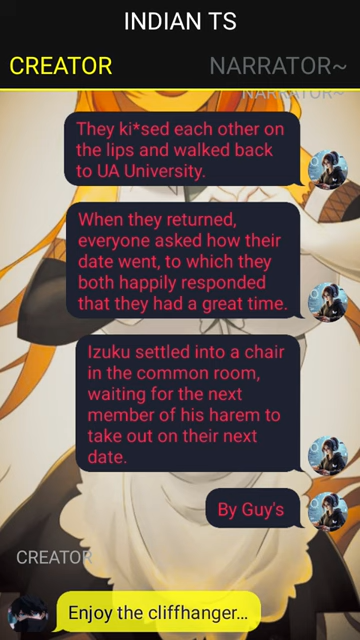 INDIAN TS
CREATOR
NARRATOR~
NARRATOR~
They ki*sed each other on
the lips and walked back
to UA University.
When they returned,
everyone asked how their
date went, to which they
both happily responded
that they had a great time.
Izuku settled into a chair
in the common room,
waiting for the next
member of his harem to
take out on their next
date.
By Guy's
CREATOR
Enjoy the cliffhanger...